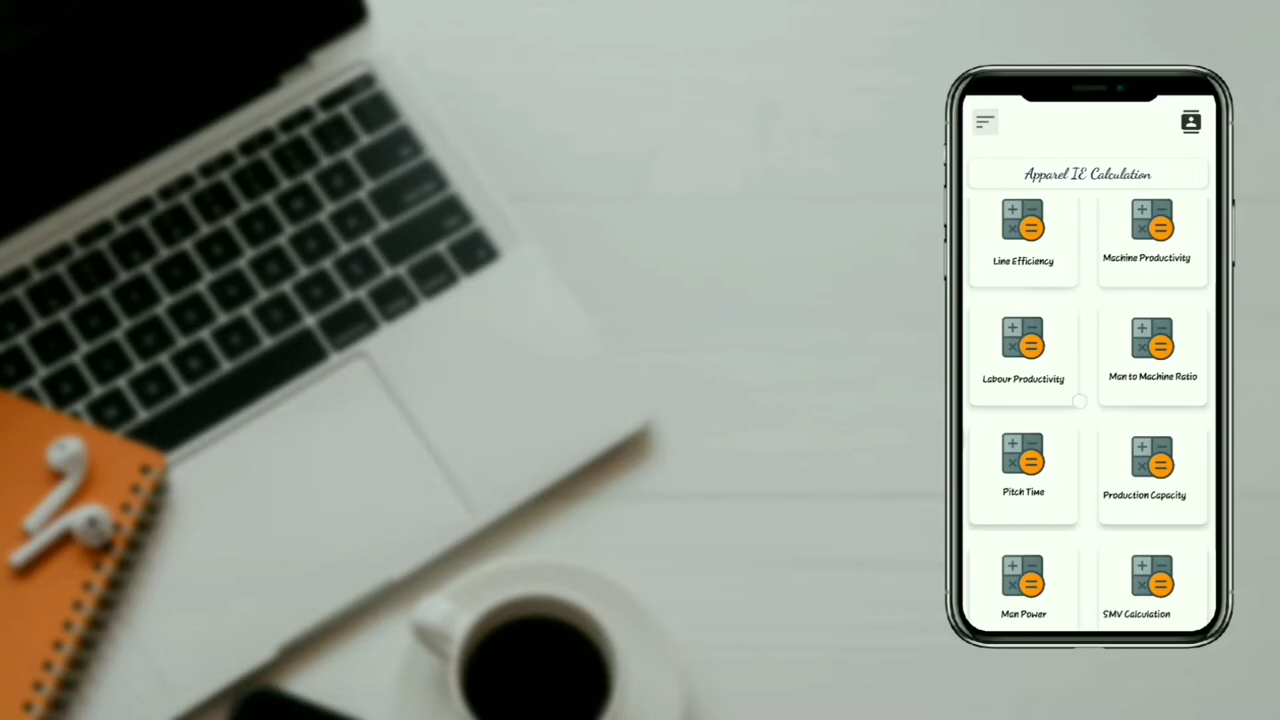 Apparel IE Calculation
Line Efficiency
Machine Productivity
Labour Productivity
Man to Machine Ratio
Pitch Time
Production Capacity
Man Power
SMV Calculation